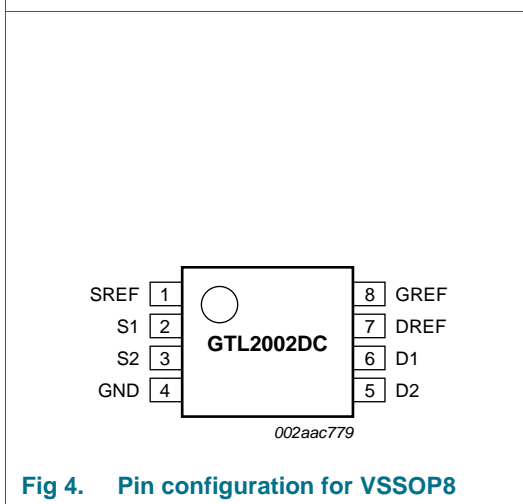 SREF 1 8 GREF
S1 2 7 DREF
GTL2002DC
S2 3 6 D1
GND 4 5 D2
002aac779
Fig 4. Pin configuration for VSSOP8